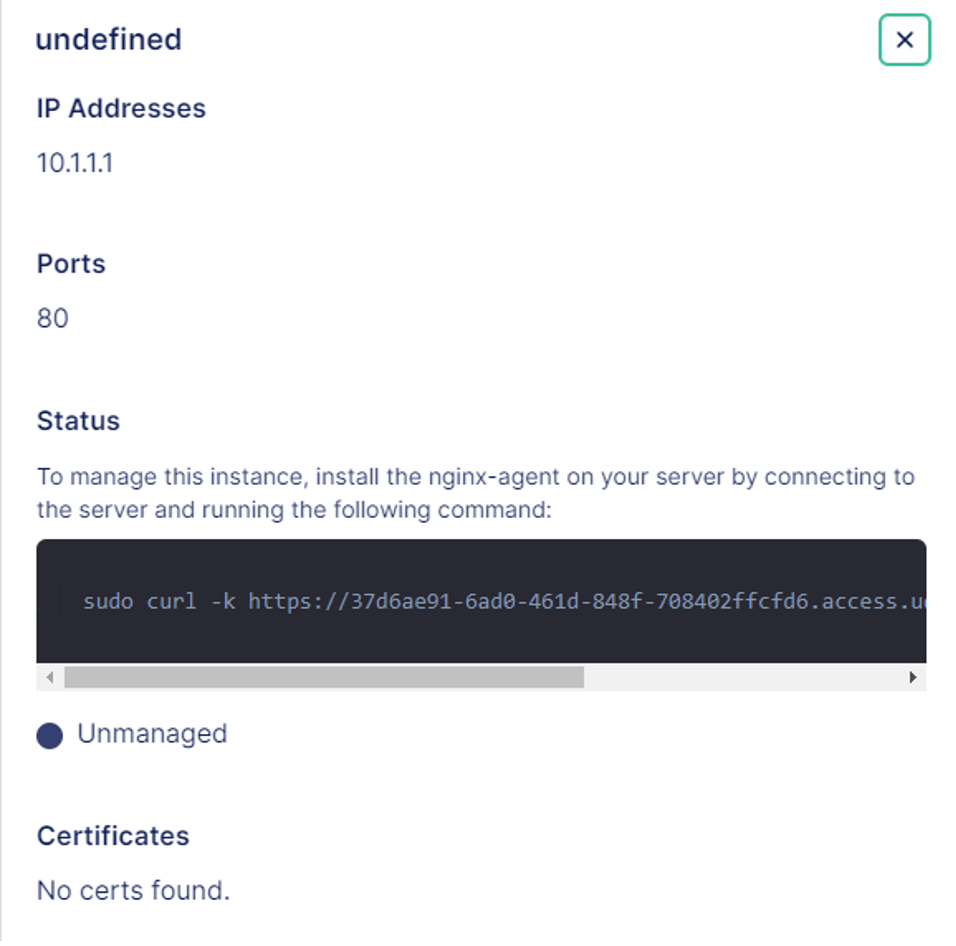 undefined
IP Addresses
10.1.1.1
Ports
80
Status
To manage this instance, install the nginx-agent on your server by connecting to
the server and running the following command:
sudo curl -k https://37d6ae91-6ad0-461d-848f-708402ffcfd6.access.u
Unmanaged
Certificates
No certs found.